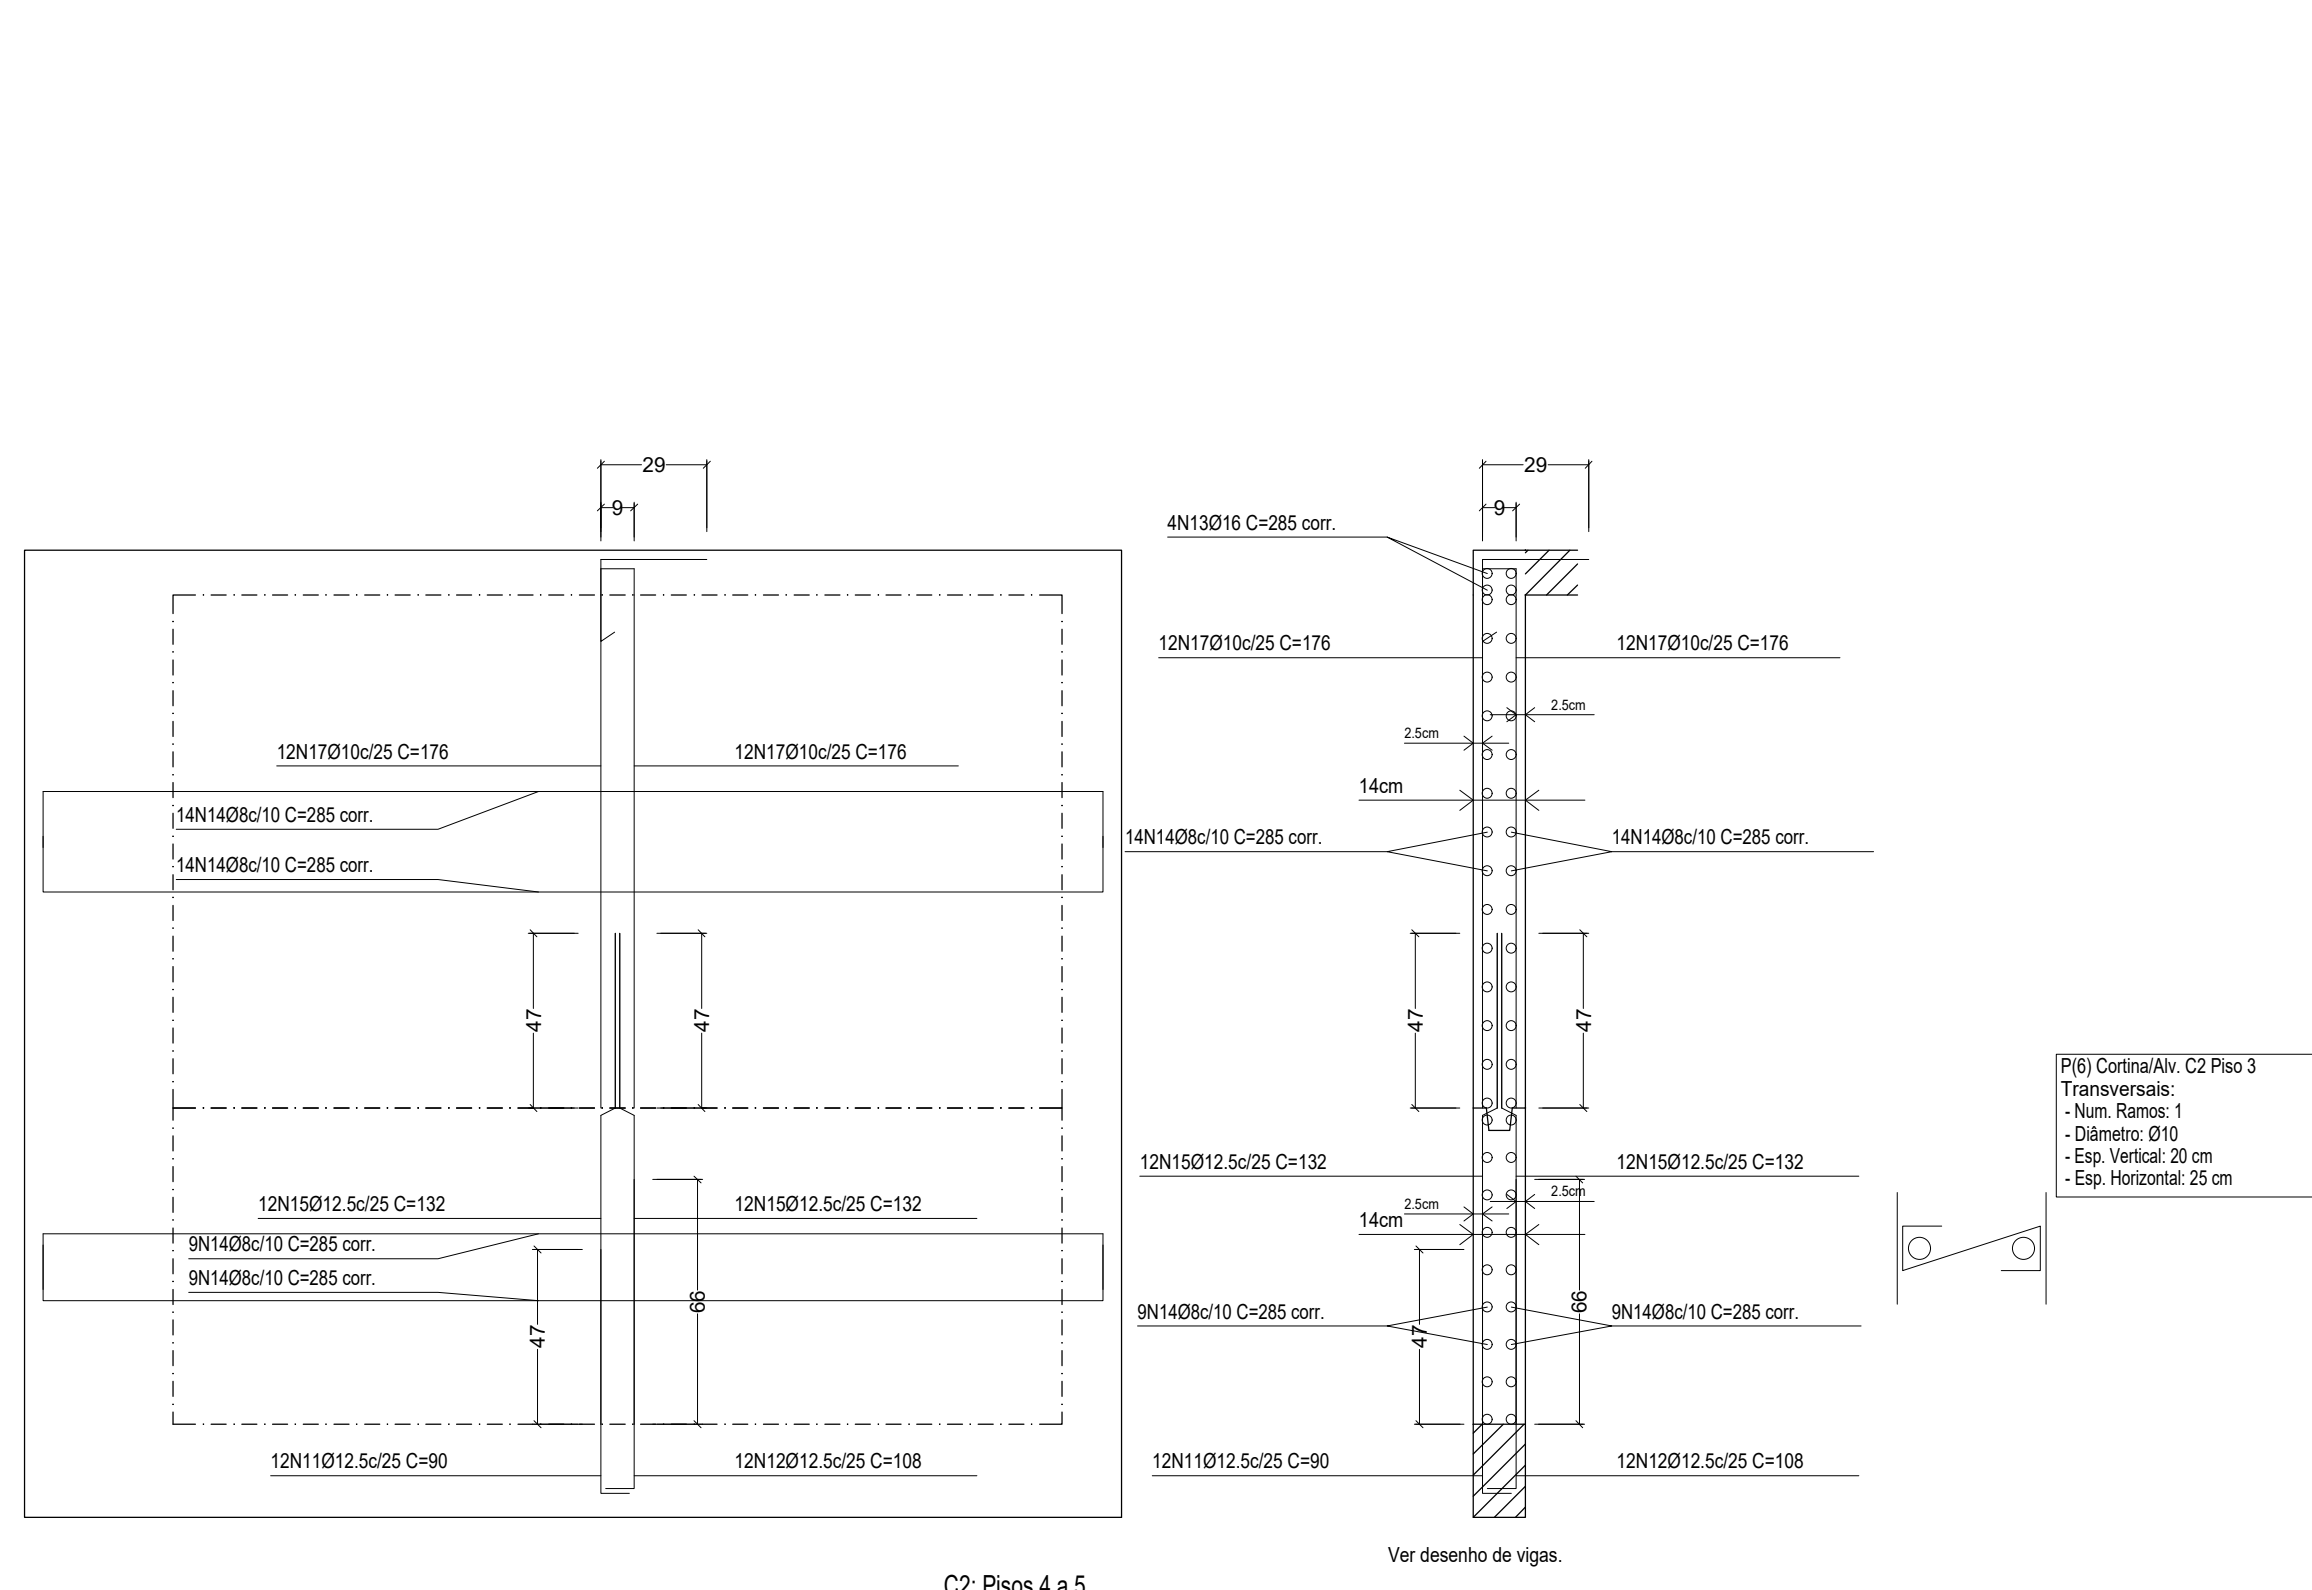 29
29
9
9
4N13Ø16 C=285 corr.
12N17Ø10c/25 C=176
12N17Ø10c/25 C=176
2.5cm
2.5cm
12N17Ø10c/25 C=176
12N17Ø10c/25 C=176
14cm
14N14Ø8c/10 C=285 corr.
14N14Ø8c/10 C=285 corr.
14N14Ø8c/10 C=285 corr.
14N14Ø8c/10 C=285 corr.
47
47
47
47
P(6) Cortina/Alv. C2 Piso 3
Transversais:
- Num. Ramos: 1
- Diâmetro: Ø10
- Esp. Vertical: 20 cm
- Esp. Horizontal: 25 cm
12N15Ø12.5c/25 C=132
12N15Ø12.5c/25 C=132
2.5cm
12N15Ø12.5c/25 C=132
12N15Ø12.5c/25 C=132
2.5cm
14cm
9N14Ø8c/10 C=285 corr.
9N14Ø8c/10 C=285 corr.
66
66
9N14Ø8c/10 C=285 corr.
9N14Ø8c/10 C=285 corr.
47
47
12N11Ø12.5c/25 C=90
12N12Ø12.5c/25 C=108
12N11Ø12.5c/25 C=90
12N12Ø12.5c/25 C=108
Ver desenho de vigas.
C2: Pisos 4 a 5